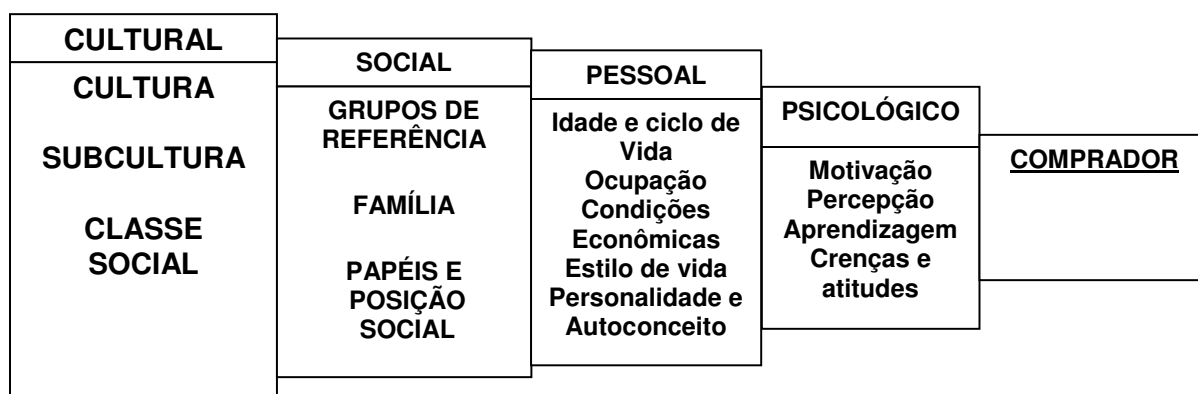 CULTURAL
CULTURA
SUBCULTURA
CLASSE
SOCIAL
SOCIAL
GRUPOS DE
REFERÊNCIA
FAMÍLIA
PAPÉIS E
POSIÇÃO
SOCIAL
PESSOAL
Idade e ciclo de
Vida
Ocupação
Condições
Econômicas
Estilo de vida
Personalidade e
Autoconceito
PSICOLÓGICO
Motivação
Percepção
Aprendizagem
Crenças e
atitudes
COMPRADOR